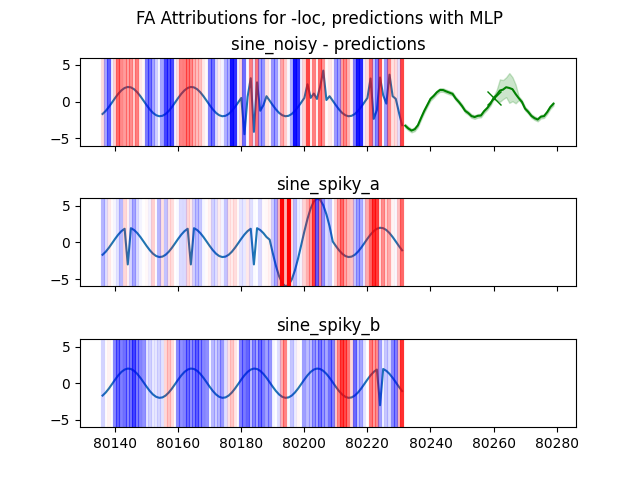 FA Attributions for -loc, predictions with MLP
sine_noisy - predictions
5
0
−5
sine_spiky_a
5
0
−5
sine_spiky_b
5
0
−5
80140 80160 80180 80200 80220 80240 80260 80280